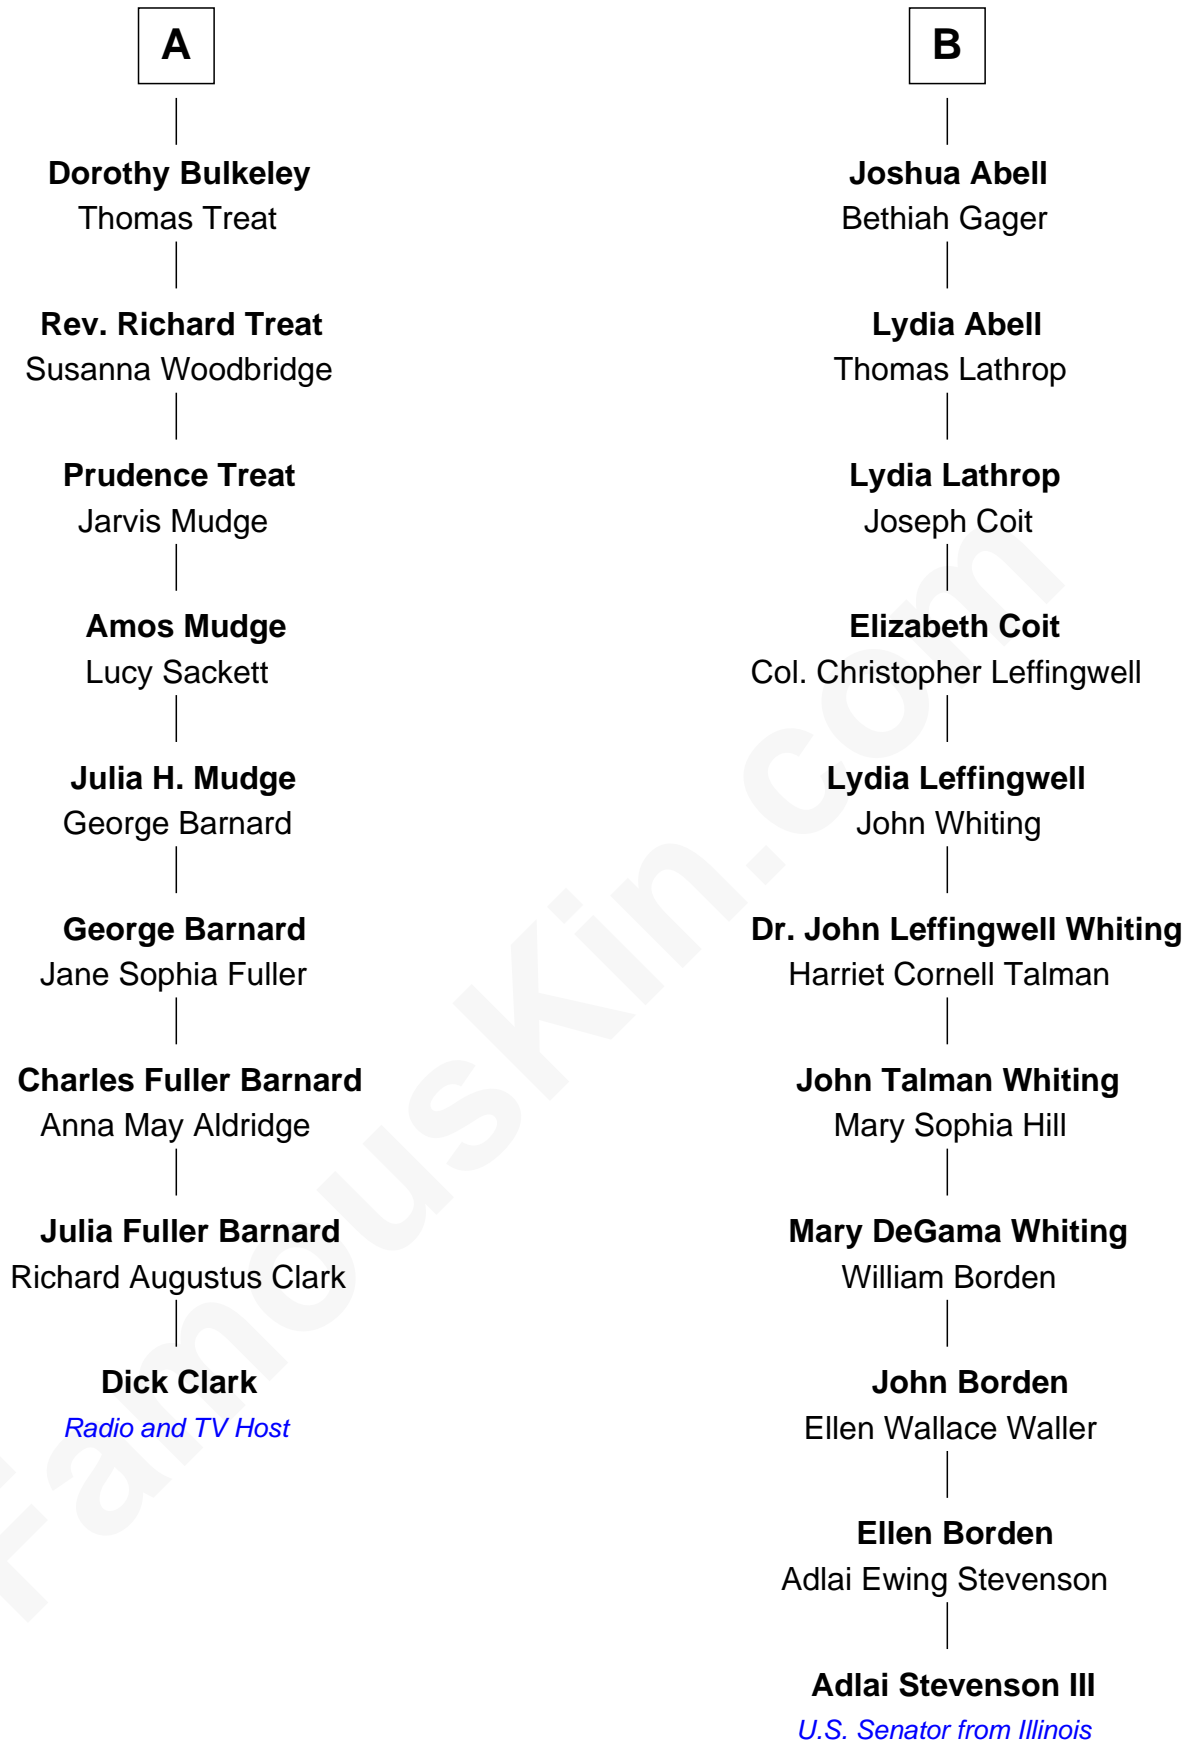 A
Dorothy Bulkeley
Thomas Treat
Rev. Richard Treat
Susanna Woodbridge
Prudence Treat
Jarvis Mudge
Amos Mudge
Lucy Sackett
Julia H. Mudge
George Barnard
George Barnard
Jane Sophia Fuller
Charles Fuller Barnard
Anna May Aldridge
Julia Fuller Barnard
Richard Augustus Clark
Dick Clark
Radio and TV Host
B
Joshua Abell
Bethiah Gager
Lydia Abell
Thomas Lathrop
Lydia Lathrop
Joseph Coit
Elizabeth Coit
Col. Christopher Leffingwell
Lydia Leffingwell
John Whiting
Dr. John Leffingwell Whiting
Harriet Cornell Talman
John Talman Whiting
Mary Sophia Hill
Mary DeGama Whiting
William Borden
John Borden
Ellen Wallace Waller
Ellen Borden
Adlai Ewing Stevenson
Adlai Stevenson III
U.S. Senator from Illinois
FamousKin.com